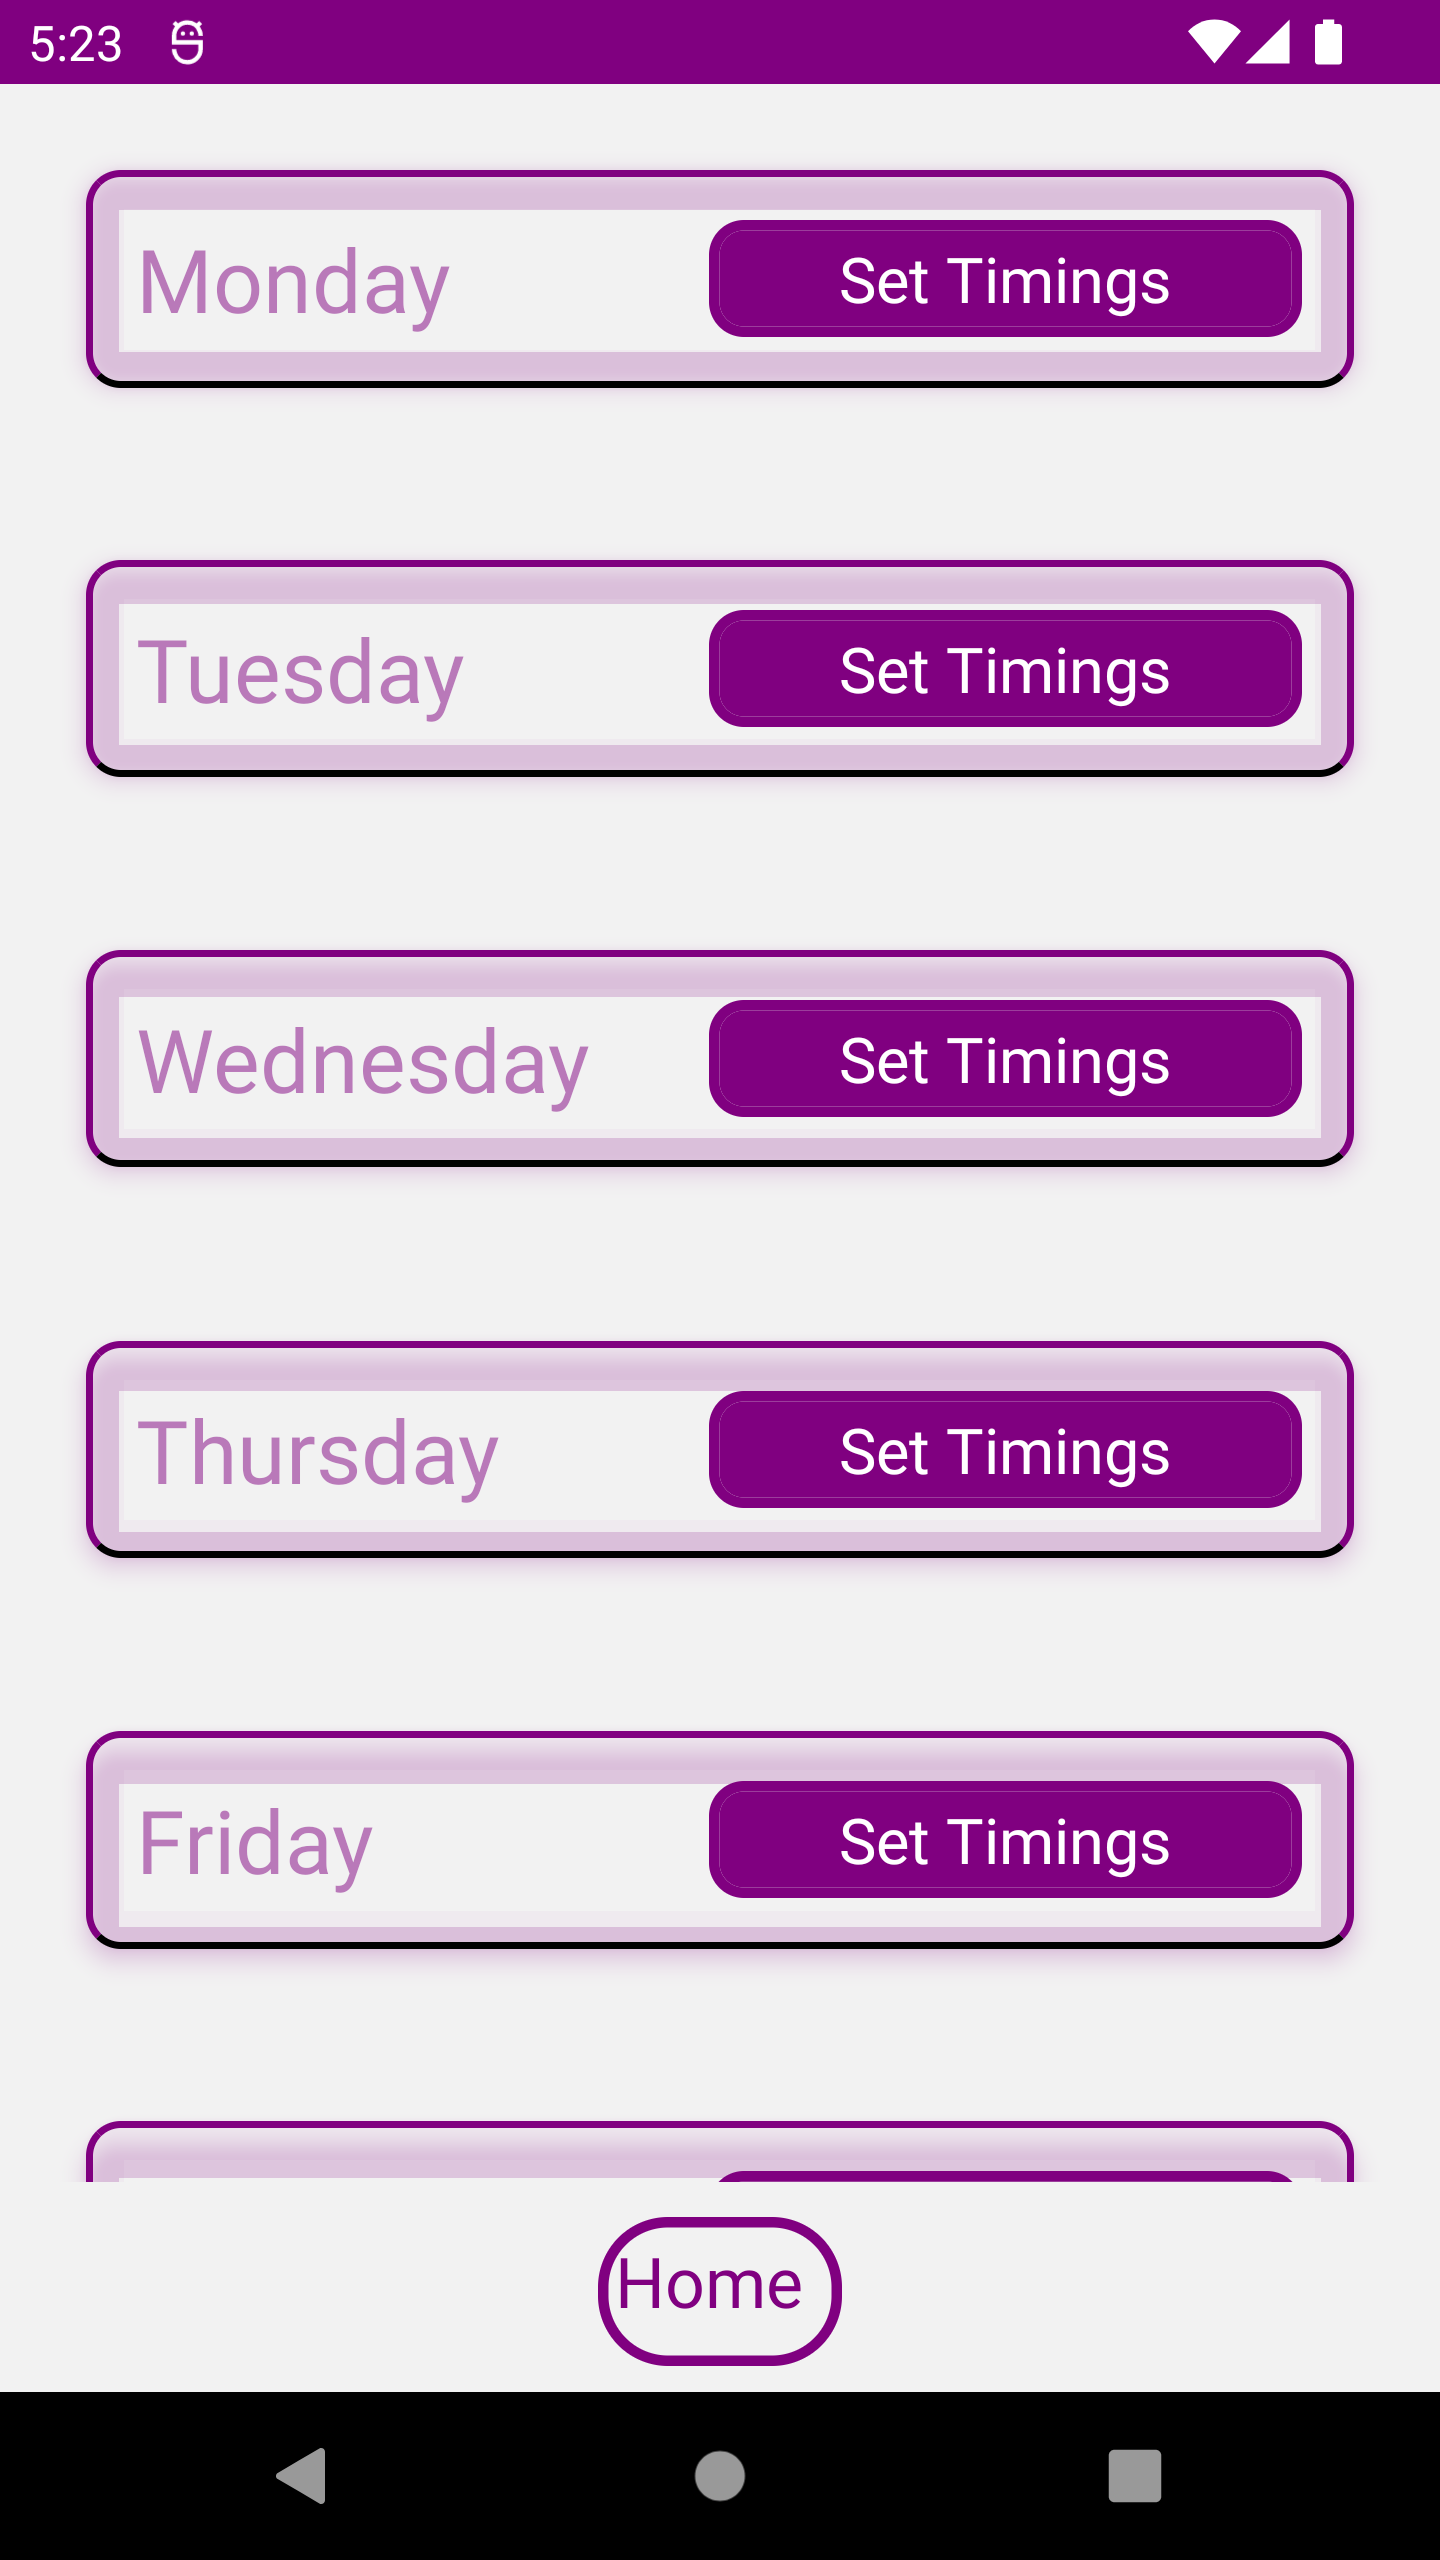 5:23
Monday Set Timings
Tuesday Set Timings
Wednesday Set Timings
Thursday Set Timings
Friday Set Timings
Home